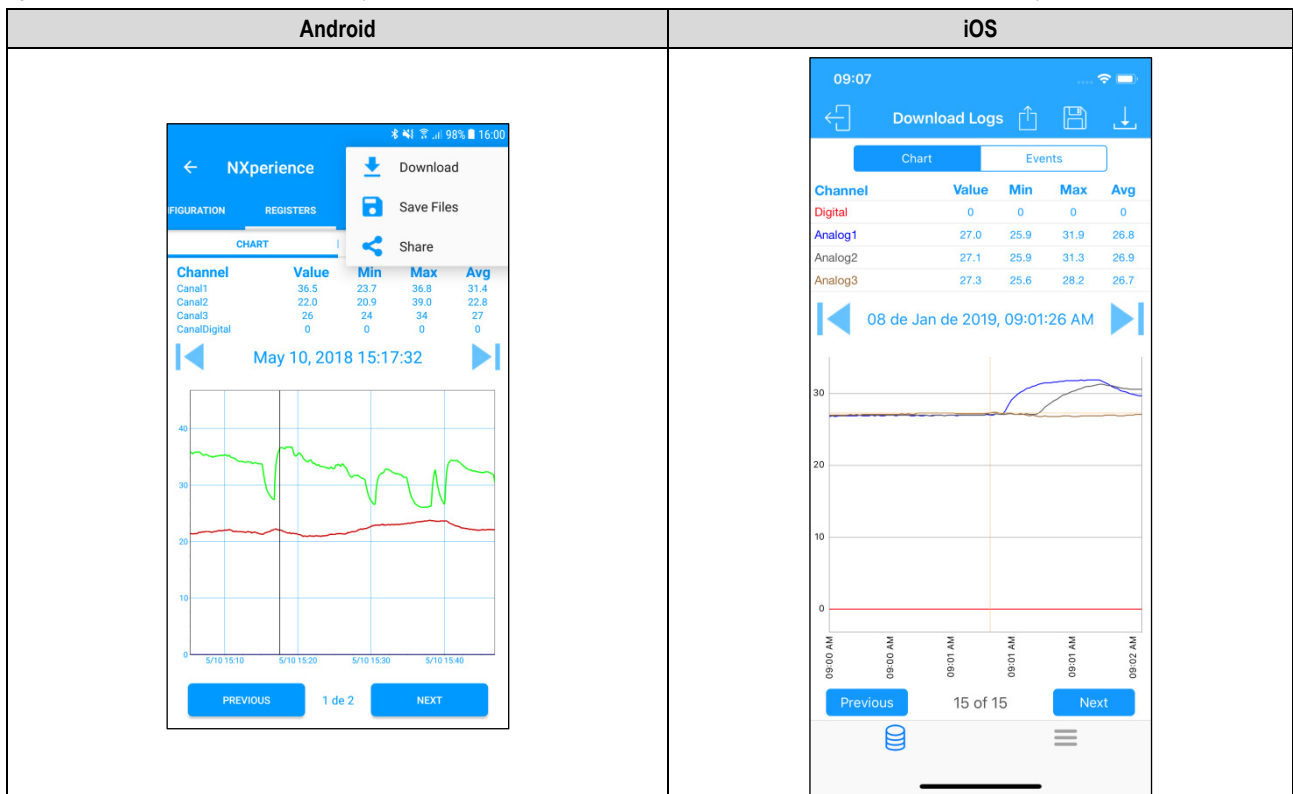 Android
iOS
98% 16:00
NXperience
Download
Save Files
Share
FIGURATION REGISTERS
CHART
Channel Value Min Max Avg
Canal1 36.5 23.7 36.8 31.4
Canal2 22.0 20.9 39.0 22.8
Canal3 26 24 34 27
CanalDigital 0 0 0 0
May 10, 2018 15:17:32
40
30
20
10
0
5/10 15:10 5/10 15:20 5/10 15:30 5/10 15:40
PREVIOUS 1 de 2 NEXT
09:07
Download Logs
Chart Events
Channel Value Min Max Avg
Digital 0 0 0 0
Analog1 27.0 25.9 31.9 26.8
Analog2 27.1 25.9 31.3 26.9
Analog3 27.3 25.6 28.2 26.7
08 de Jan de 2019, 09:01:26 AM
30
20
10
0
09:00 AM 09:00 AM 09:01 AM 09:01 AM 09:01 AM 09:02 AM
Previous 15 of 15 Next